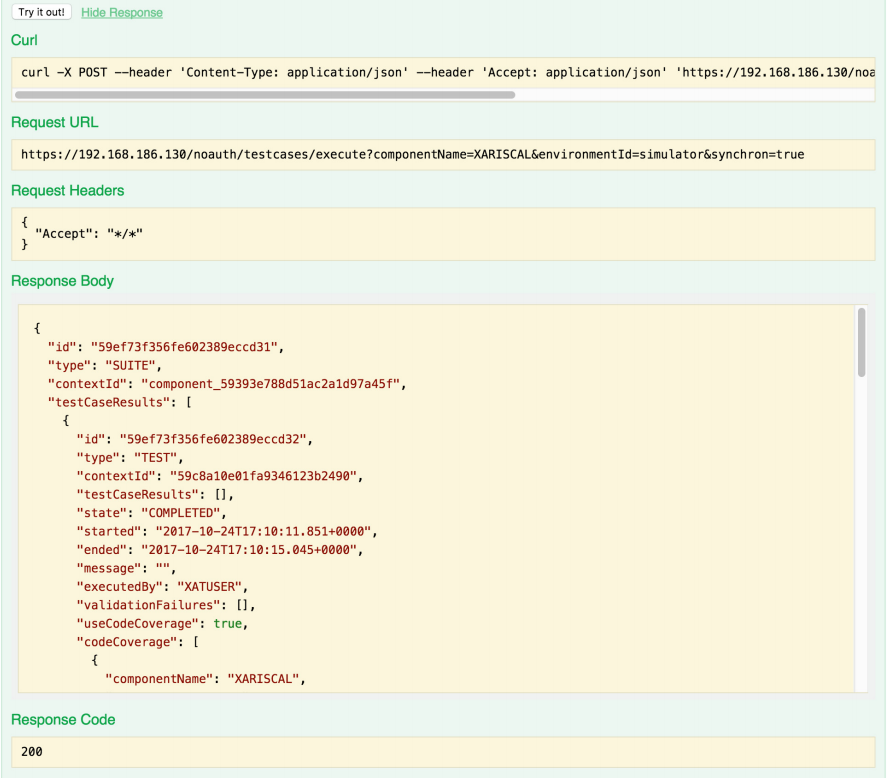 Try it out! Hide Response
Curl
curl -X POST --header 'Content-Type: application/json' --header 'Accept: application/json' 'https://192.168.186.130/noa
Request URL
https://192.168.186.130/noauth/testcases/execute?componentName=XARISCAL&environmentId=simulator&synchron=true
Request Headers
{
"Accept": "*/*"
}
Response Body
{
"id": "59ef73f356fe602389eccd31",
"type": "SUITE",
"contextId": "component_59393e788d51ac2a1d97a45f",
"testCaseResults": [
{
"id": "59ef73f356fe602389eccd32",
"type": "TEST",
"contextId": "59c8a10e01fa9346123b2490",
"testCaseResults": [],
"state": "COMPLETED",
"started": "2017-10-24T17:10:11.851+0000",
"ended": "2017-10-24T17:10:15.045+0000",
"message": "",
"executedBy": "XATUSER",
"validationFailures": [],
"useCodeCoverage": true,
"codeCoverage": [
{
"componentName": "XARISCAL",
Response Code
200